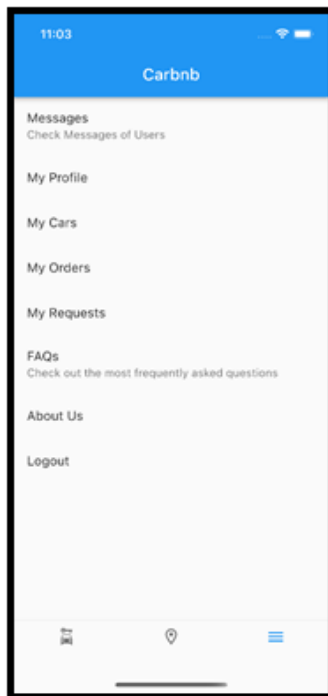 11:03
Carbnb
Messages
Check Messages of Users
My Profile
My Cars
My Orders
My Requests
FAQs
Check out the most frequently asked questions
About Us
Logout